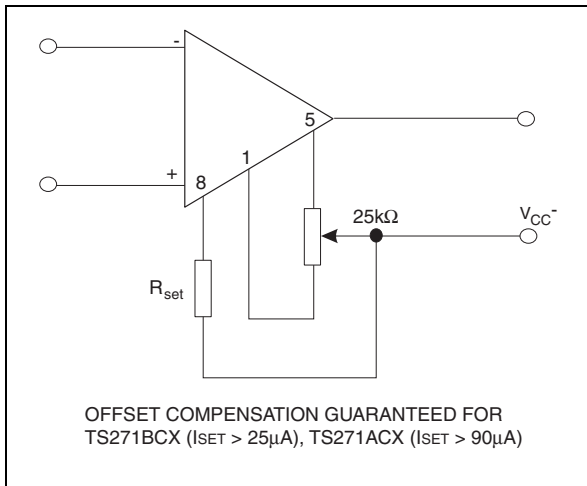 -
5
1
+
8
25kΩ
VCC-
Rset
OFFSET COMPENSATION GUARANTEED FOR
TS271BCX (ISET > 25µA), TS271ACX (ISET > 90µA)